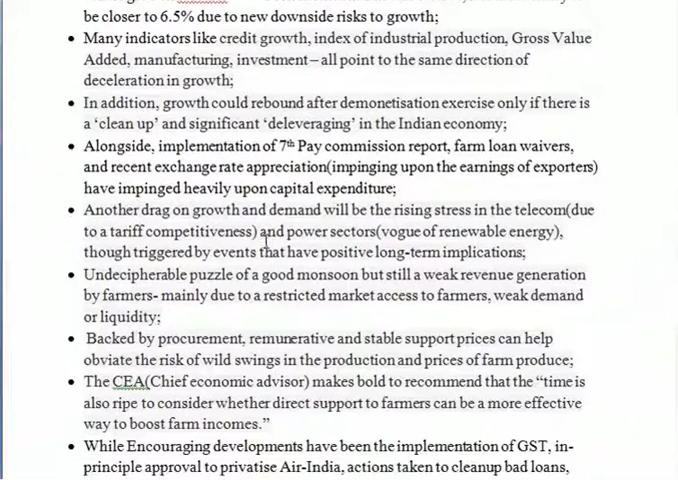 be closer to 6.5% due to new downside risks to growth;
• Many indicators like credit growth, index of industrial production, Gross Value
Added, manufacturing, investment– all point to the same direction of
deceleration in growth;
• In addition, growth could rebound after demonetisation exercise only if there is
a ‘clean up’ and significant ‘deleveraging’ in the Indian economy;
• Alongside, implementation of 7th Pay commission report, farm loan waivers,
and recent exchange rate appreciation(impinging upon the earnings of exporters)
have impinged heavily upon capital expenditure;
• Another drag on growth and demand will be the rising stress in the telecom(due
to a tariff competitiveness) and power sectors(vogue of renewable energy),
though triggered by events that have positive long-term implications;
• Undecipherable puzzle of a good monsoon but still a weak revenue generation
by farmers- mainly due to a restricted market access to farmers, weak demand
or liquidity;
• Backed by procurement, remunerative and stable support prices can help
obviate the risk of wild swings in the production and prices of farm produce;
• The CEA(Chief economic advisor) makes bold to recommend that the “time is
also ripe to consider whether direct support to farmers can be a more effective
way to boost farm incomes.”
• While Encouraging developments have been the implementation of GST, in-
principle approval to privatise Air-India, actions taken to cleanup bad loans,